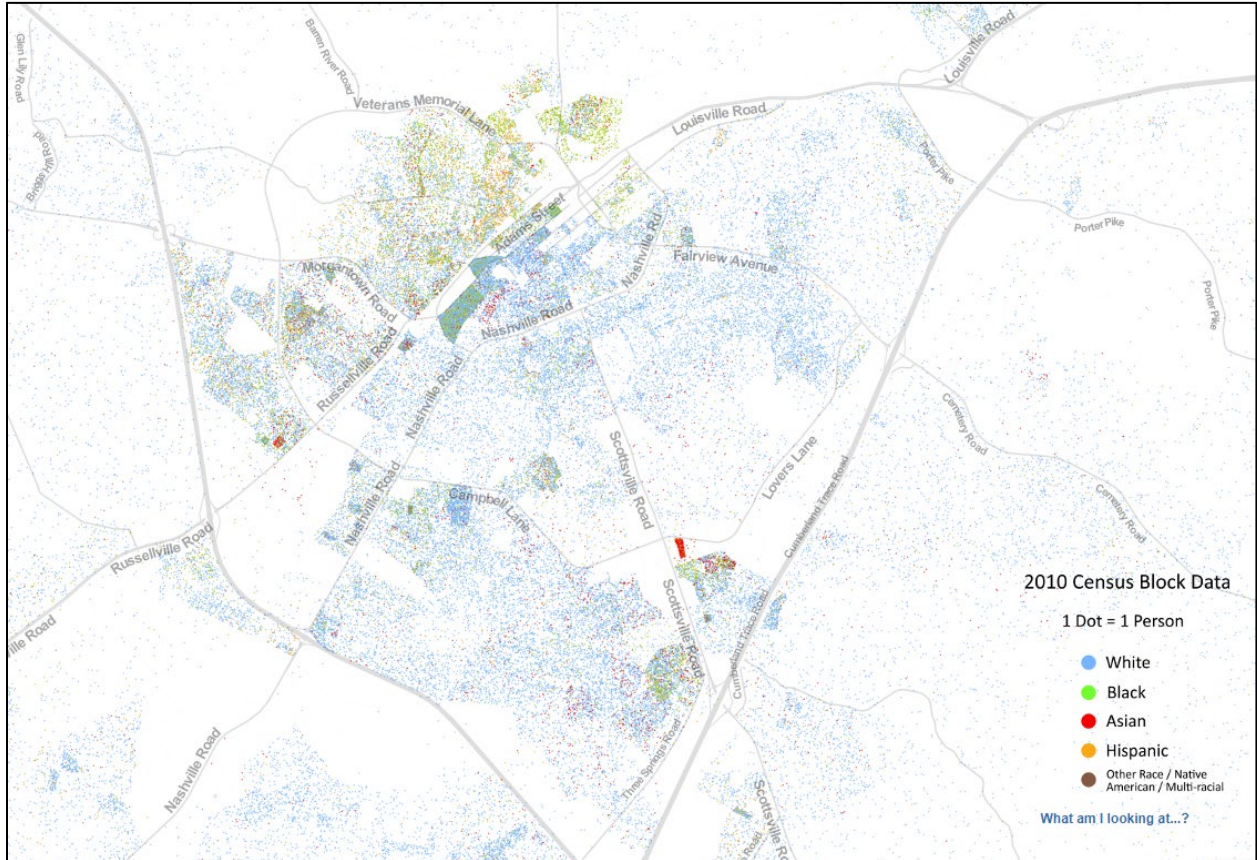 Louisville Road
Glen Lily Road
Barren River Road
Louisville Road
Veterans Memorial Lane
Louisville Road
Bridge Hill Road
Porter Pike
Porter Pike
Adams Street
Nashville Rd
Fairview Avenue
Morgantown Road
Porter Pike
Nashville Road
Russellville Road
Nashville Road
Scottsville Road
Lovers Lane
Cemetery Road
Cumberland Trace Road
Campbell Lane
Nashville Road
Cemetery Road
Russellville Road
Scottsville Road
Cumberland Trace Road
ville Road
2010 Census Block Data
1 Dot = 1 Person
White
Black
Asian
Hispanic
Other Race / Native
American / Multi-racial
What am I looking at...?
Nashville Road
Three Springs Road
Scottsville Ro
Road